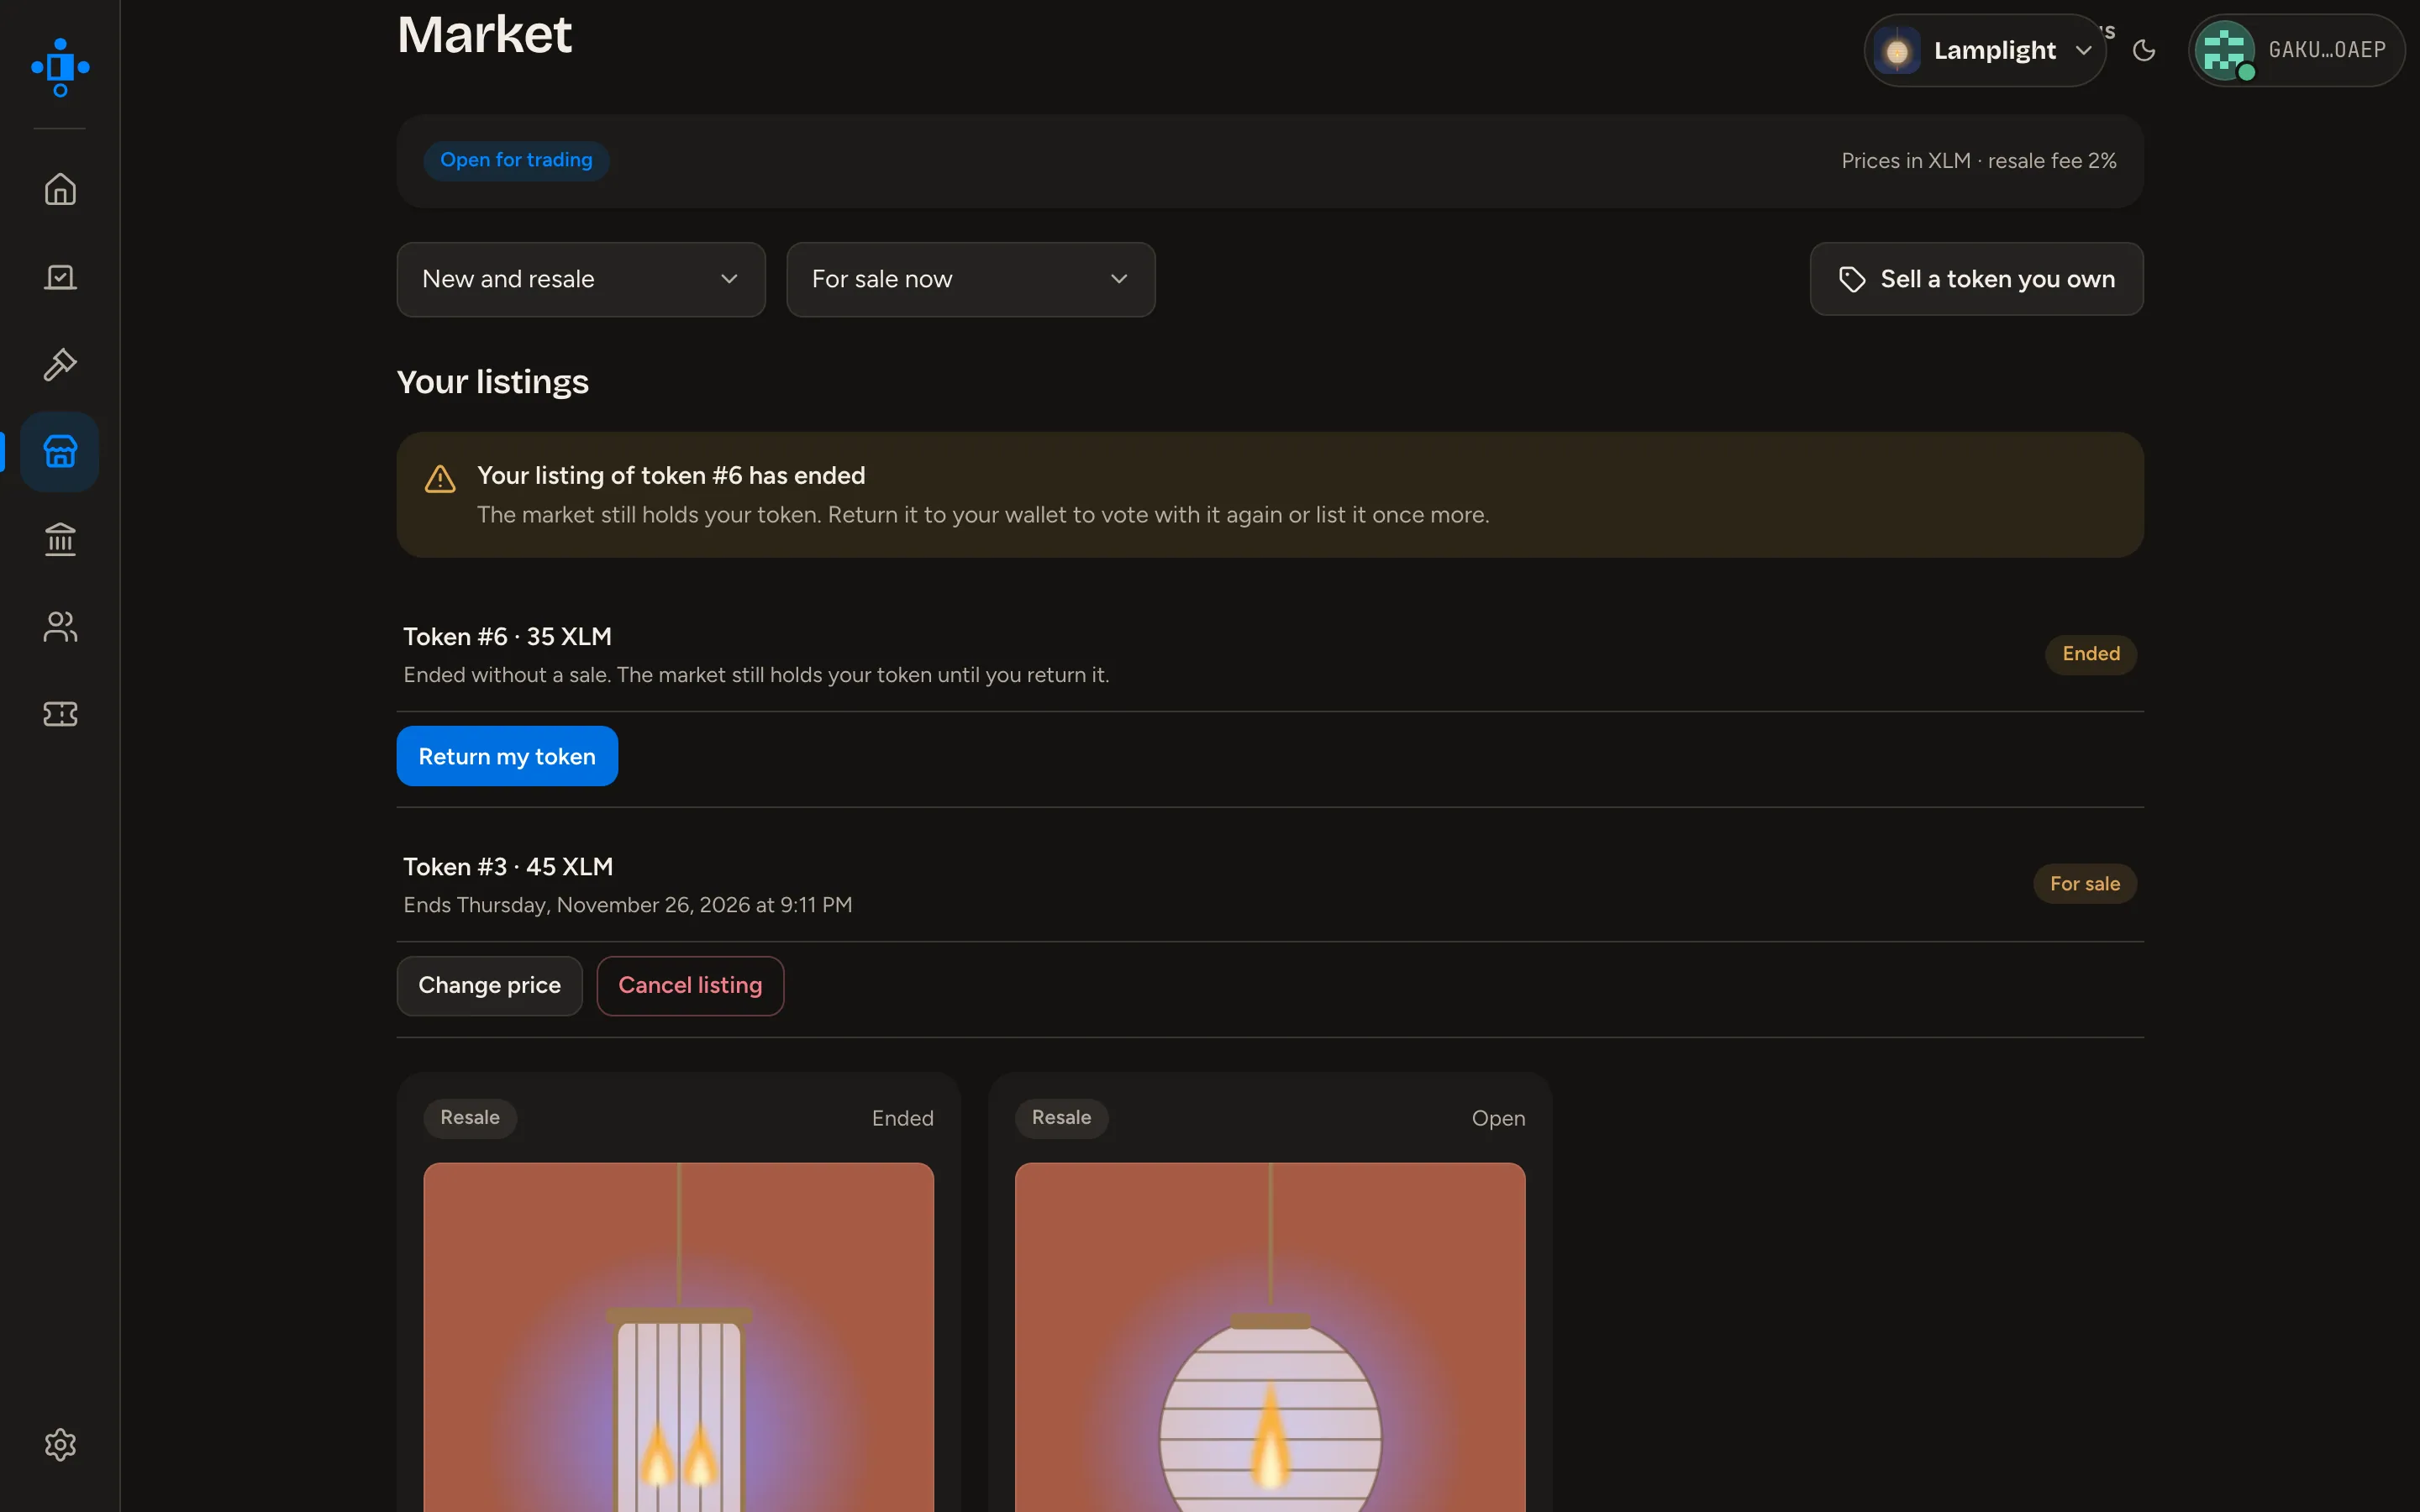 Market
Lamplight
GAKU…OAEP
Open for trading
Prices in XLM · resale fee 2%
New and resale
For sale now
Sell a token you own
Your listings
Your listing of token #6 has ended
The market still holds your token. Return it to your wallet to vote with it again or list it once more.
Token #6 · 35 XLM
Ended without a sale. The market still holds your token until you return it.
Ended
Return my token
Token #3 · 45 XLM
Ends Thursday, November 26, 2026 at 9:11 PM
For sale
Change price
Cancel listing
Resale
Ended
Resale
Open